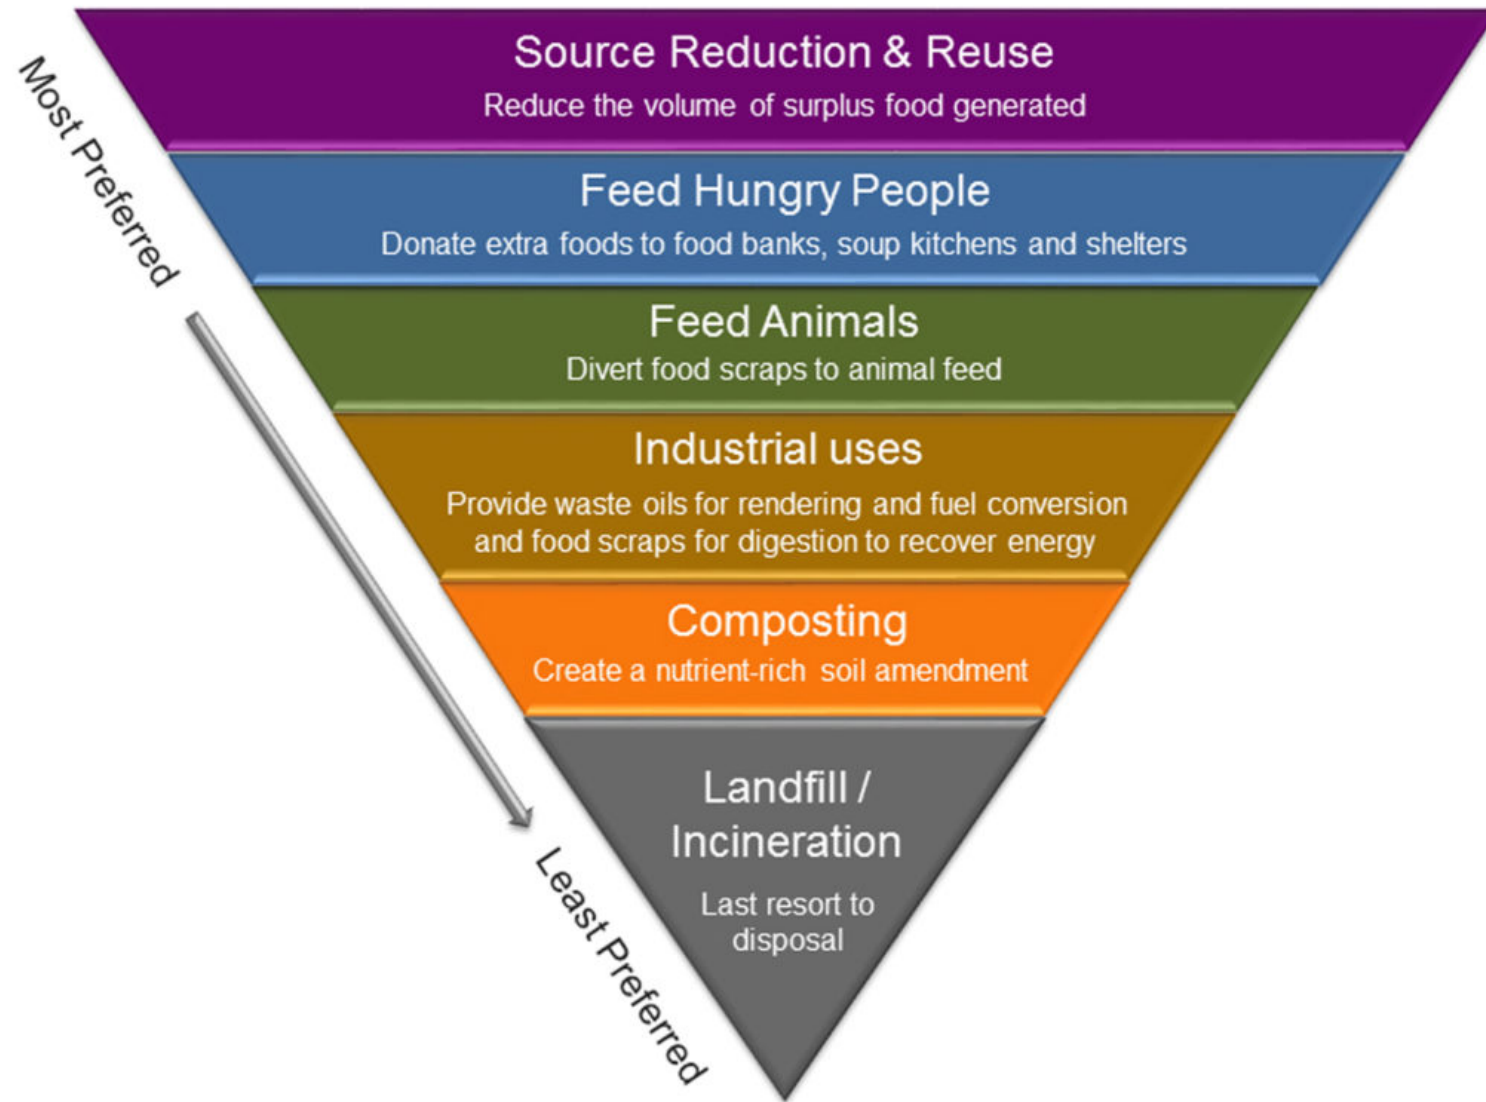 Most Preferred
Source Reduction & Reuse
Reduce the volume of surplus food generated
Feed Hungry People
Donate extra foods to food banks, soup kitchens and shelters
Feed Animals
Divert food scraps to animal feed
Industrial uses
Provide waste oils for rendering and fuel conversion
and food scraps for digestion to recover energy
Composting
Create a nutrient-rich soil amendment
Landfill /
Incineration
Last resort to
disposal
Least Preferred